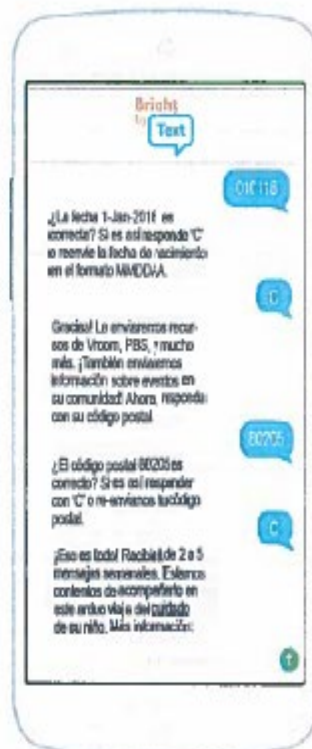 Bright
by
Text
010116
¿La fecha 1-Jan-2016 es
correcta? Si es así responde "C"
o reenvíe la fecha de nacimiento
en el formato MMDDAA.
C
Gracias! Le enviaremos recur-
sos de Vroom, PBS, y mucho
más. ¡También enviaremos
información sobre eventos en
su comunidad! Ahora, responda
con su código postal.
80205
¿El código postal 80205 es
correcto? Si es así responder
con "C" o re-envíanos tu código
postal.
C
¡Eso es todo! Recibirá de 2 a 5
mensajes semanales. Estamos
contentos de acompañarlo en
este arduo viaje del cuidado
de su niño. Más información: